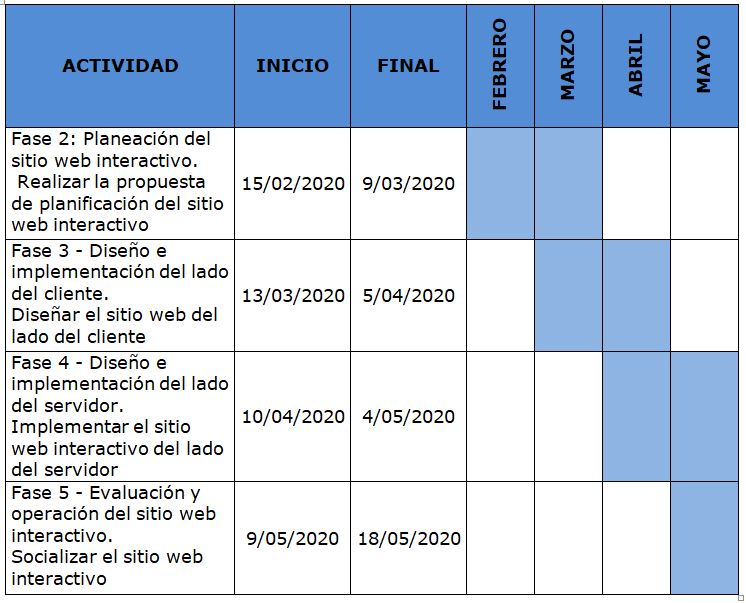 ACTIVIDAD
INICIO
FINAL
FEBRERO
MARZO
ABRIL
MAYO
Fase 2: Planeación del
sitio web interactivo.
Realizar la propuesta
de planificación del sitio
web interactivo
15/02/2020
9/03/2020
Fase 3 - Diseño e
implementación del lado
del cliente.
Diseñar el sitio web del
lado del cliente
13/03/2020
5/04/2020
Fase 4 - Diseño e
implementación del lado
del servidor.
Implementar el sitio
web interactivo del lado
del servidor
10/04/2020
4/05/2020
Fase 5 - Evaluación y
operación del sitio web
interactivo.
Socializar el sitio web
interactivo
9/05/2020
18/05/2020